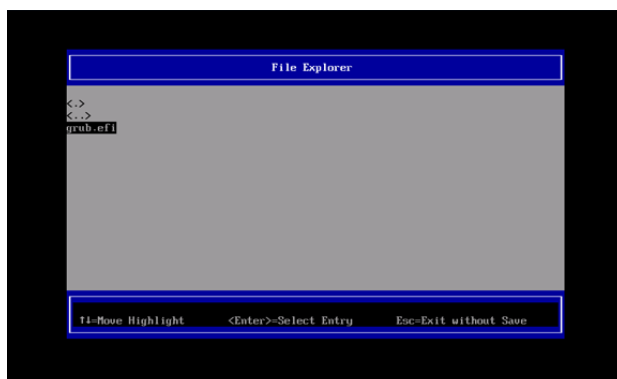 File Explorer
<.>
<..>
grub.efi
↑↓=Move Highlight <Enter>=Select Entry Esc=Exit without Save